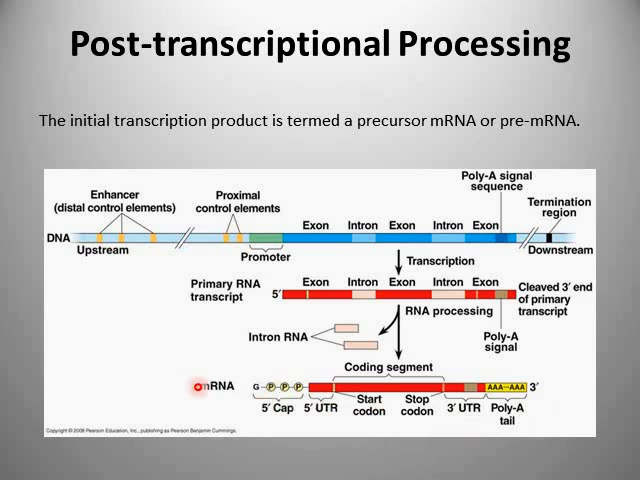 Post-transcriptional Processing
The initial transcription product is termed a precursor mRNA or pre-mRNA.
Poly-A signal
sequence
Enhancer
(distal control elements)
Proximal
control elements
Termination
region
Exon Intron Exon Intron Exon
DNA
Upstream
Downstream
Promoter
Transcription
Exon Intron Exon Intron Exon
Primary RNA
transcript
5′
Cleaved 3′ end
of primary
transcript
RNA processing
Intron RNA
Poly-A
signal
Coding segment
mRNA
G P P P
AAA···AAA
3′
5′ Cap
5′ UTR
Start
codon
Stop
codon
3′ UTR
Poly-A
tail
Copyright © 2008 Pearson Education, Inc., publishing as Pearson Benjamin Cummings.